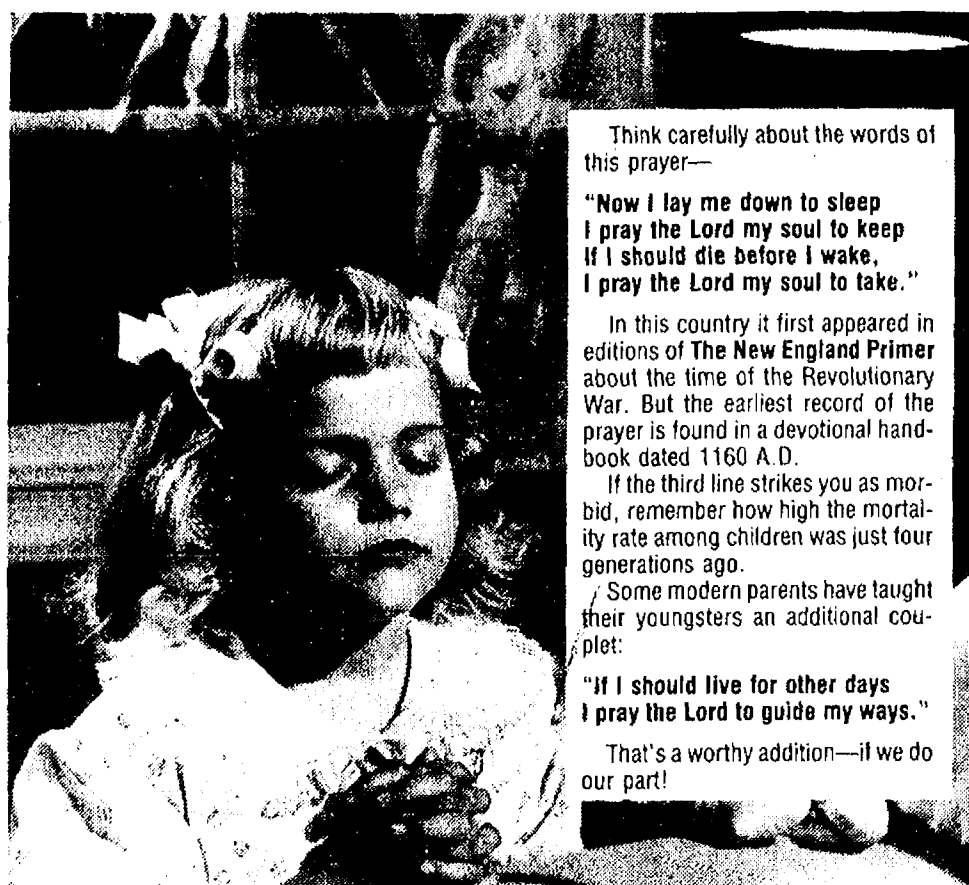 Think carefully about the words of
this prayer—
"Now I lay me down to sleep
I pray the Lord my soul to keep
If I should die before I wake,
I pray the Lord my soul to take."
In this country it first appeared in
editions of The New England Primer
about the time of the Revolutionary
War. But the earliest record of the
prayer is found in a devotional hand-
book dated 1160 A.D.
If the third line strikes you as mor-
bid, remember how high the mortal-
ity rate among children was just four
generations ago.
Some modern parents have taught
their youngsters an additional cou-
plet:
"If I should live for other days
I pray the Lord to guide my ways."
That's a worthy addition—if we do
our part!